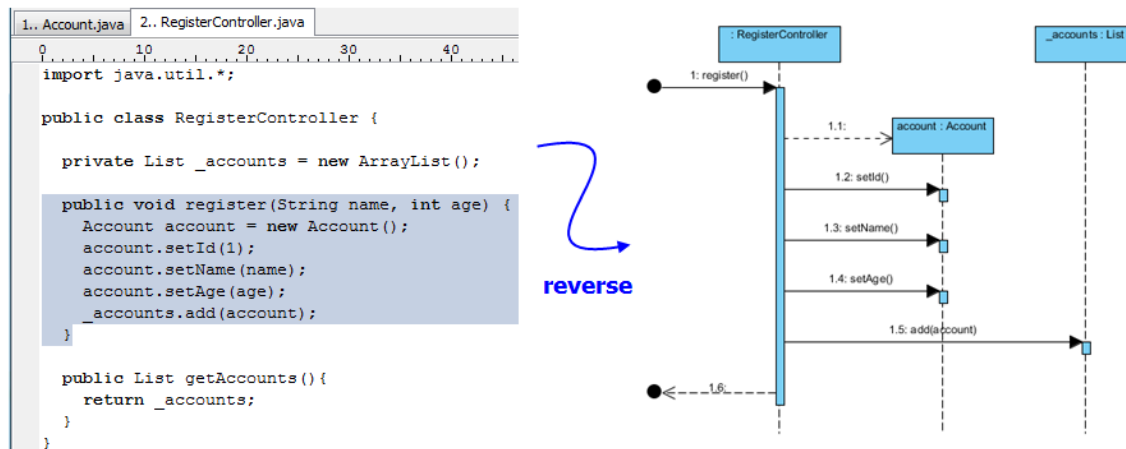 1.. Account.java 2.. RegisterController.java
0 10 20 30 40
import java.util.*;
public class RegisterController {
private List _accounts = new ArrayList();
public void register(String name, int age) {
Account account = new Account();
account.setId(1);
account.setName(name);
account.setAge(age);
_accounts.add(account);
}
public List getAccounts(){
return _accounts;
}
}
reverse
: RegisterController
_accounts : List
1: register()
1.1:
account : Account
1.2: setId()
1.3: setName()
1.4: setAge()
1.5: add(account)
1.6: